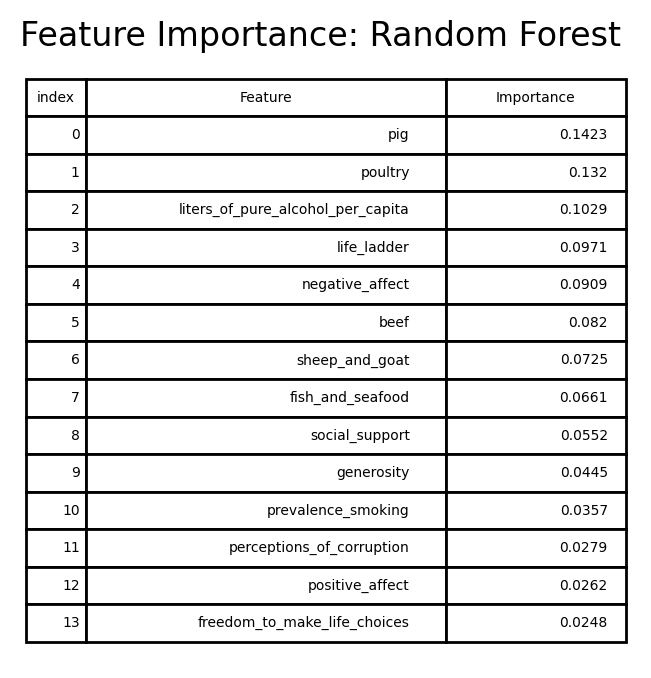 Feature Importance: Random Forest
index Feature Importance
0 pig 0.1423
1 poultry 0.132
2 liters_of_pure_alcohol_per_capita 0.1029
3 life_ladder 0.0971
4 negative_affect 0.0909
5 beef 0.082
6 sheep_and_goat 0.0725
7 fish_and_seafood 0.0661
8 social_support 0.0552
9 generosity 0.0445
10 prevalence_smoking 0.0357
11 perceptions_of_corruption 0.0279
12 positive_affect 0.0262
13 freedom_to_make_life_choices 0.0248